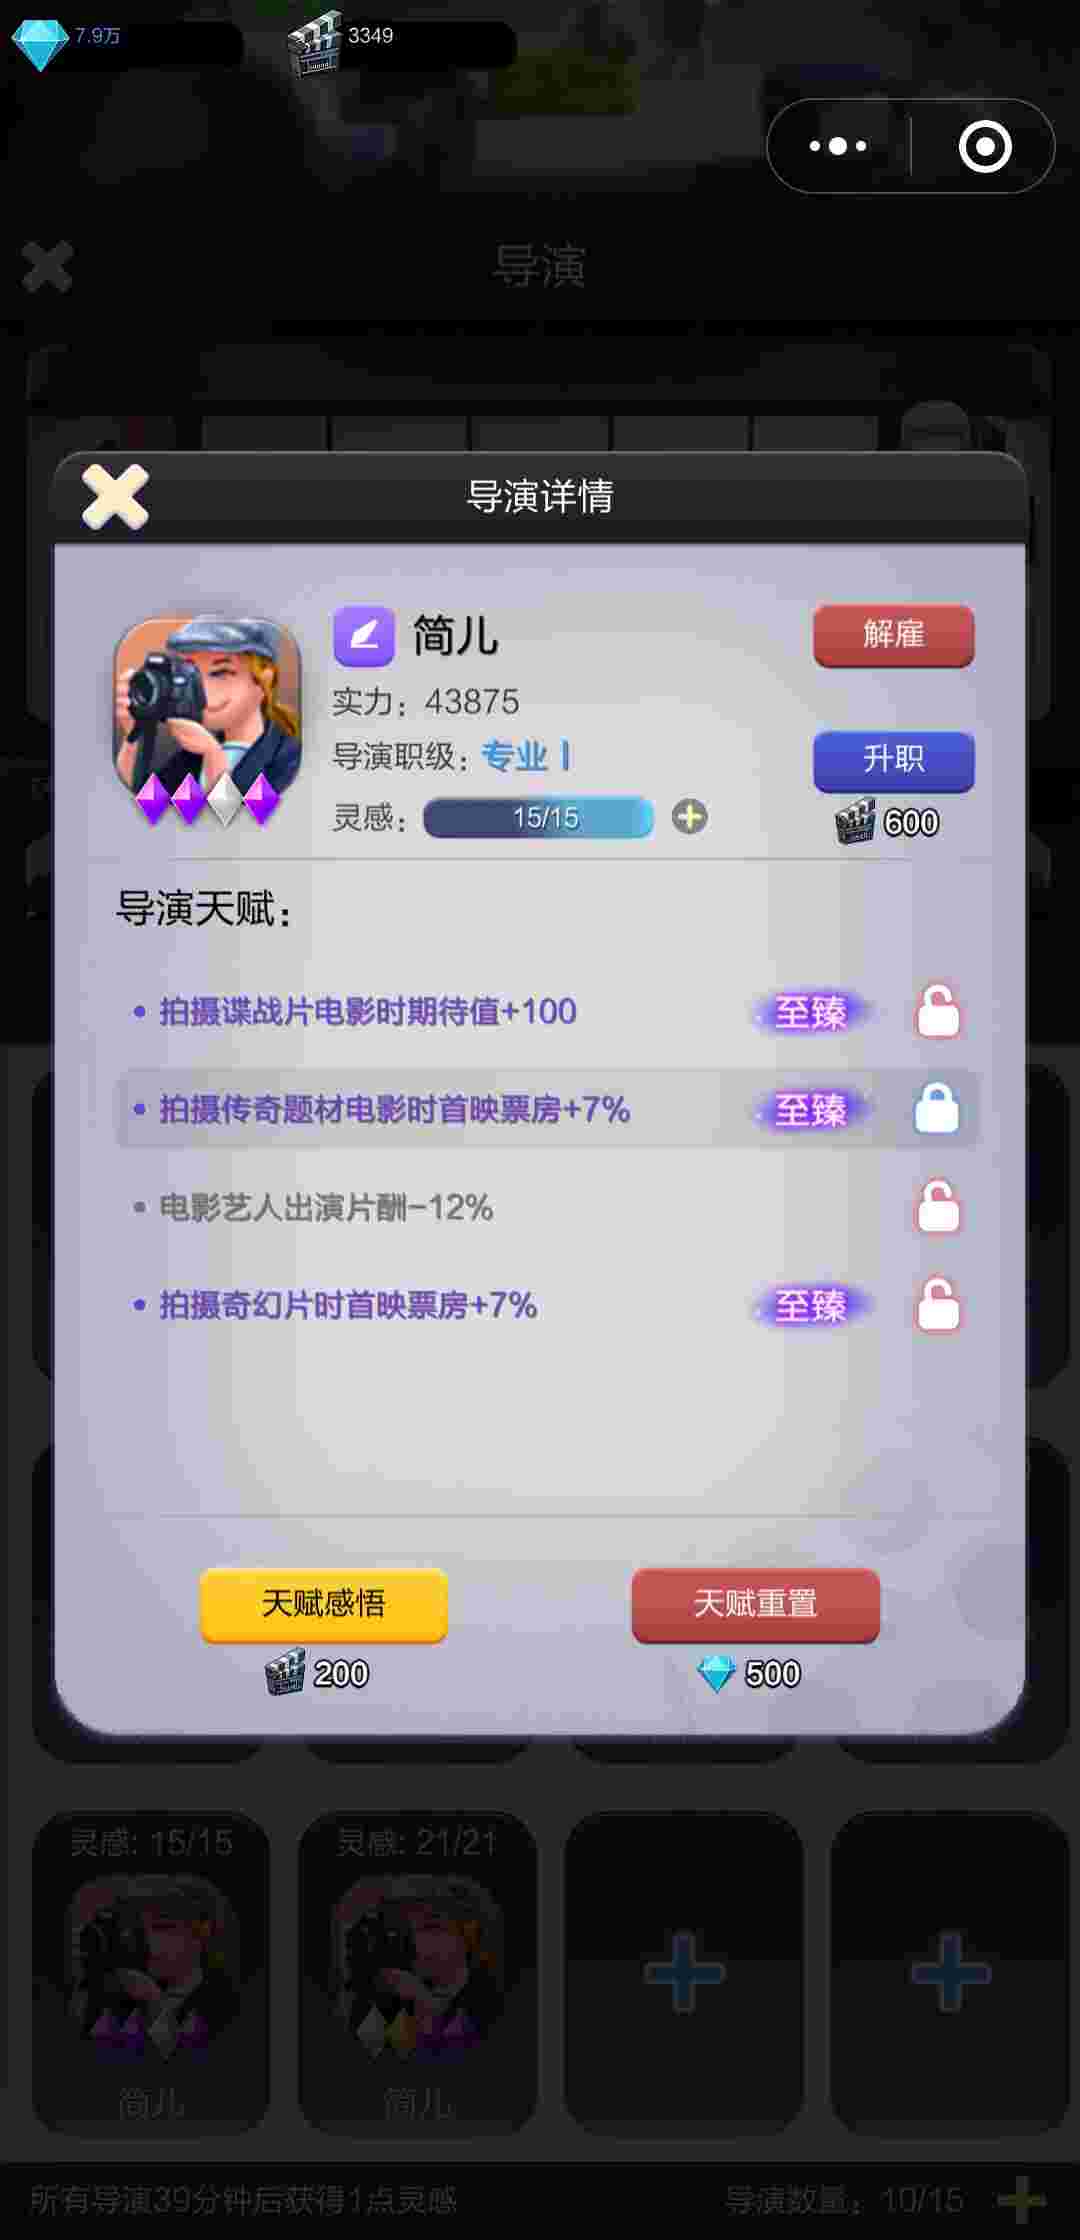 7.9万
3349
导演
导演详情
简儿
解雇
实力：43875
导演职级：专业 I
升职
灵感：15/15
600
导演天赋：
• 拍摄谍战片电影时期待值+100 至臻
• 拍摄传奇题材电影时首映票房+7% 至臻
• 电影艺人出演片酬-12%
• 拍摄奇幻片时首映票房+7% 至臻
天赋感悟 天赋重置
200 500
灵感: 15/15 灵感: 21/21
简儿 简儿
所有导演39分钟后获得1点灵感 导演数量：10/15